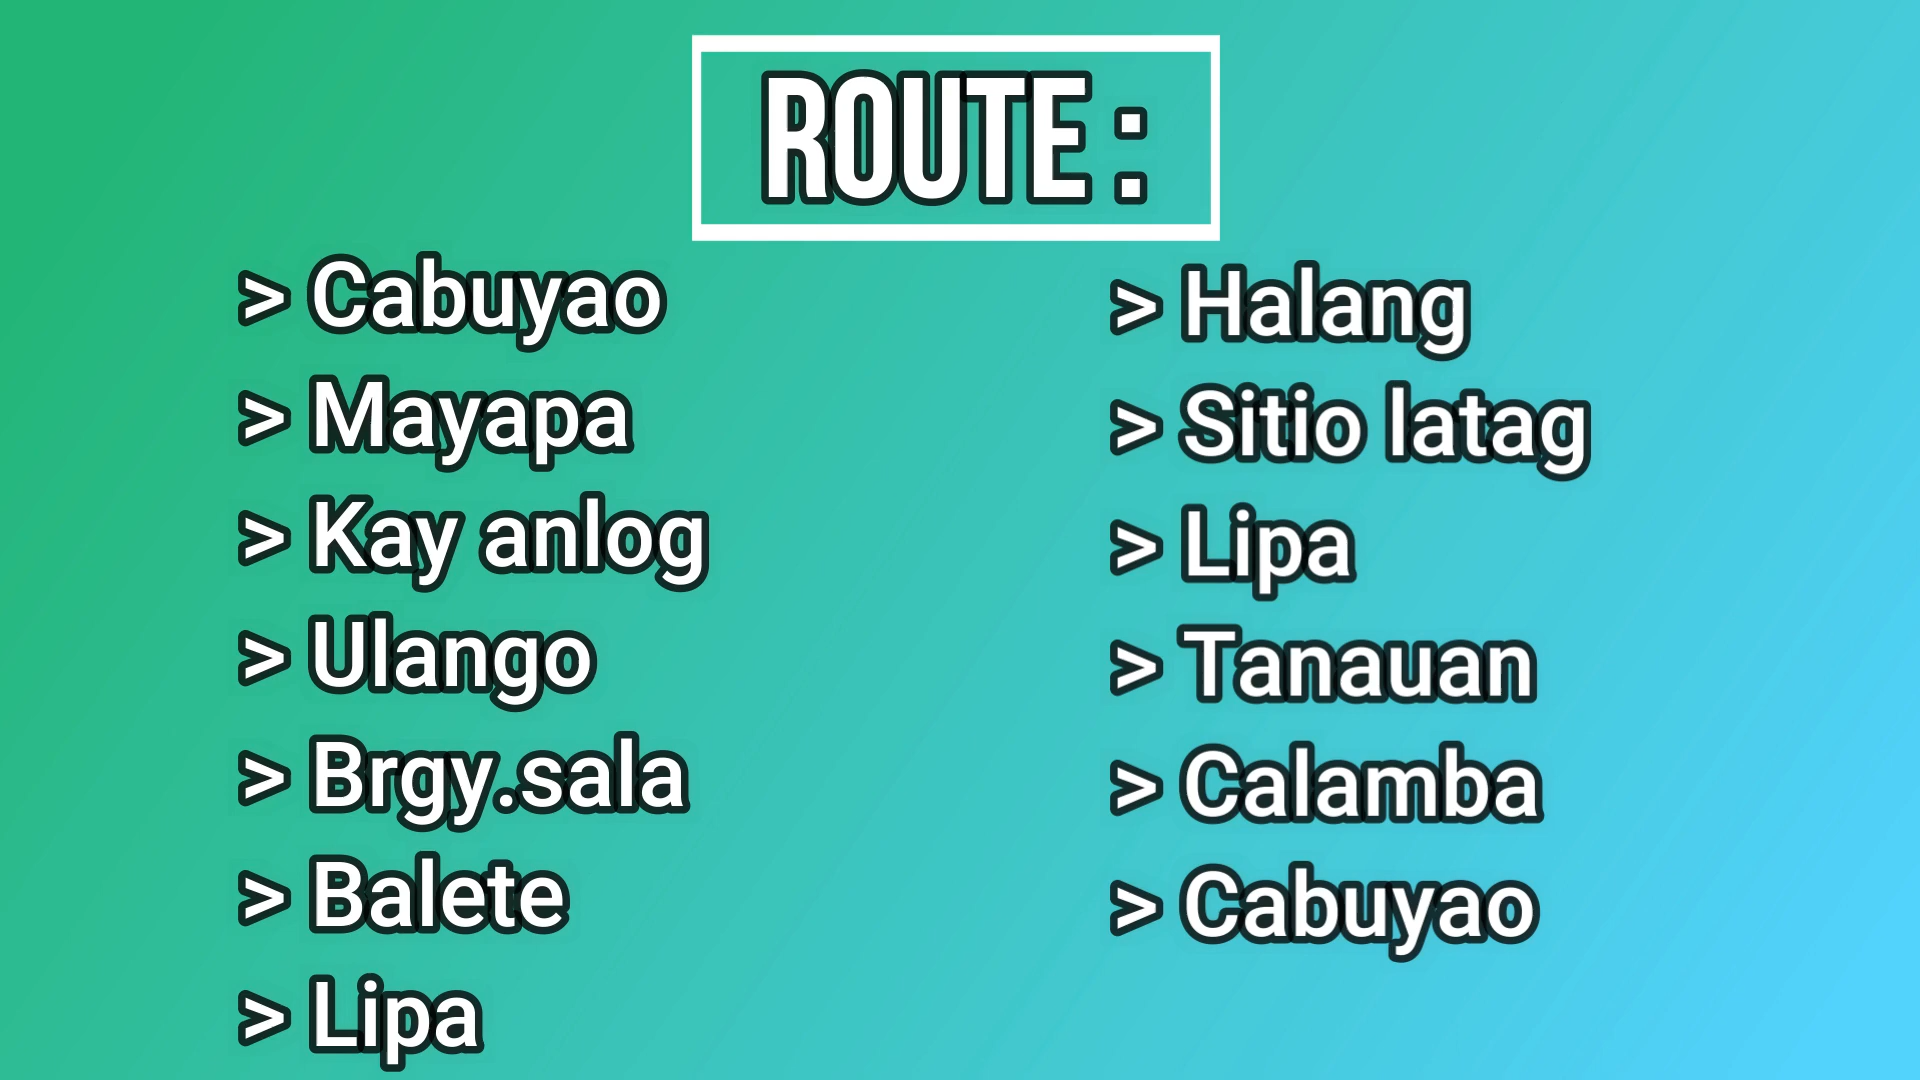 ROUTE :
> Cabuyao
> Mayapa
> Kay anlog
> Ulango
> Brgy.sala
> Balete
> Lipa
> Halang
> Sitio latag
> Lipa
> Tanauan
> Calamba
> Cabuyao